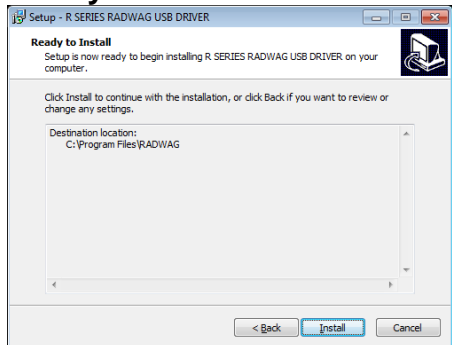 Setup - R SERIES RADWAG USB DRIVER
Ready to Install
Setup is now ready to begin installing R SERIES RADWAG USB DRIVER on your
computer.
Click Install to continue with the installation, or click Back if you want to review or
change any settings.
Destination location:
C:\Program Files\RADWAG
< Back
Install
Cancel